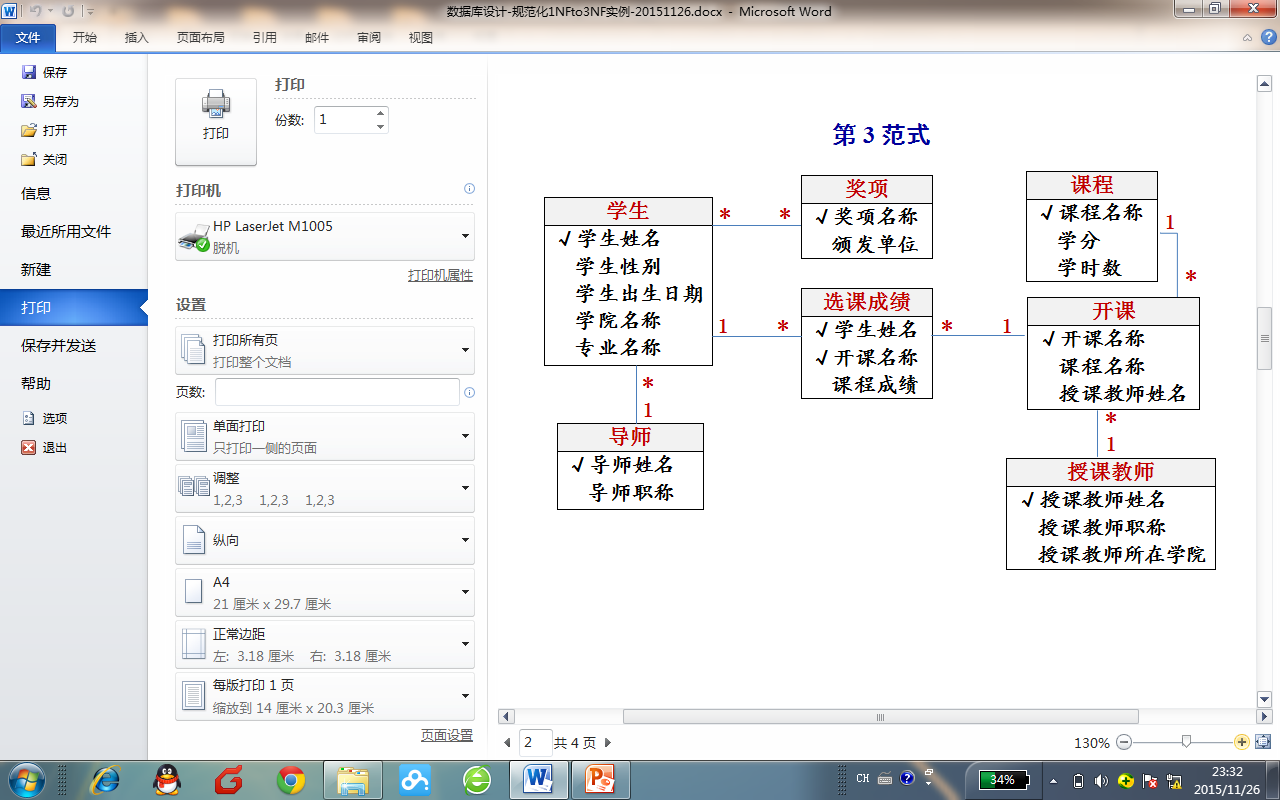 数据库设计-规范化1NFto3NF实例-20151126.docx - Microsoft Word
文件 开始 插入 页面布局 引用 邮件 审阅 视图
保存
另存为
打开
关闭
信息
最近所用文件
新建
打印
保存并发送
帮助
选项
退出
打印
打印
份数: 1
打印机
HP LaserJet M1005
脱机
打印机属性
设置
打印所有页
打印整个文档
页数:
单面打印
只打印一侧的页面
调整
1,2,3 1,2,3 1,2,3
纵向
A4
21 厘米 x 29.7 厘米
正常边距
左: 3.18 厘米 右: 3.18 厘米
每版打印 1 页
缩放到 14 厘米 x 20.3 厘米
页面设置
第 3 范式
学生
√ 学生姓名
学生性别
学生出生日期
学院名称
专业名称
* *
奖项
√ 奖项名称
颁发单位
1 *
选课成绩
√ 学生姓名
√ 开课名称
课程成绩
* 1
课程
√ 课程名称
学分
学时数
1
*
开课
√ 开课名称
课程名称
授课教师姓名
*
1
导师
√ 导师姓名
导师职称
*
1
授课教师
√ 授课教师姓名
授课教师职称
授课教师所在学院
2 共 4 页
130%
CH
34%
23:32
2015/11/26